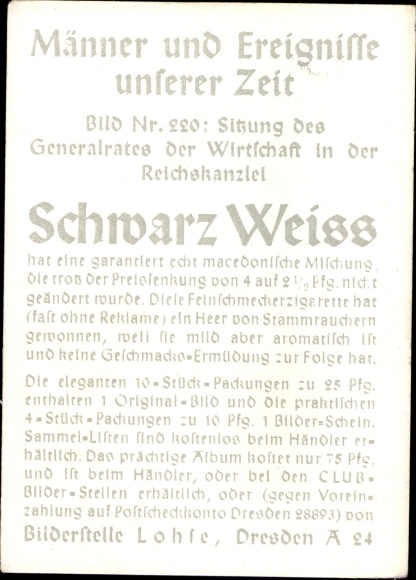 Männer und Ereigniſſe
unſerer Zeit
Bild Nr. 220: Sitzung des
Generalrates der Wirtſchaft in der
Reichskanzlei
Schwarz Weiss
hat eine garantiert echt macedoniſche Miſchung,
die trotz der Preisſenkung von 4 auf 2½ Pfg. nicht
geändert wurde. Dieſe Feinſchmeckerzigarette hat
(faſt ohne Reklame) ein Heer von Stammrauchern
gewonnen, weil ſie mild aber aromatiſch iſt
und keine Geſchmacks=Ermüdung zur Folge hat.
Die eleganten 10=Stück=Packungen zu 25 Pfg.
enthalten 1 Original=Bild und die praktiſchen
4=Stück=Packungen zu 10 Pfg. 1 Bilder=Schein.
Sammel=Liſten ſind koſtenlos beim Händler er=
hältlich. Das prächtige Album koſtet nur 75 Pfg.
und iſt beim Händler, oder bei den CLUB=
Bilder=Stellen erhältlich, oder (gegen Vorein=
zahlung auf Poſtſcheckkonto Dresden 28893) von
Bilderſtelle Lohſe, Dresden A 24